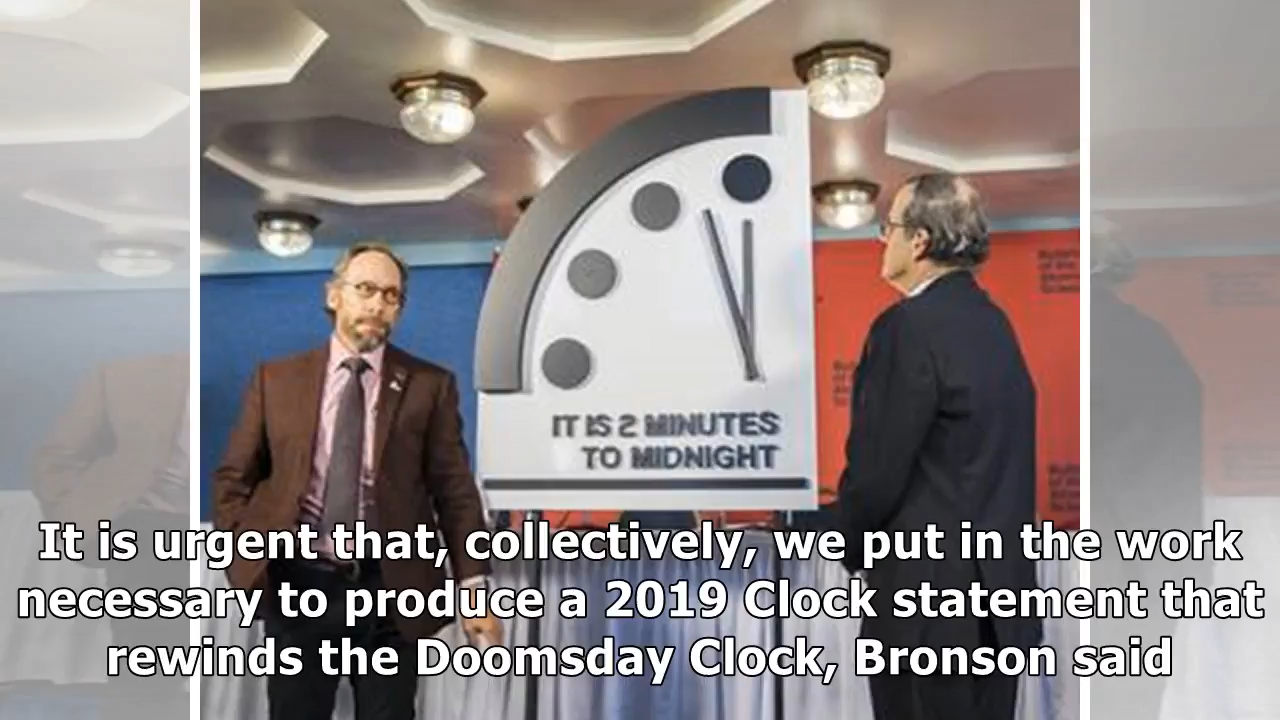 IT IS 2 MINUTES
TO MIDNIGHT
It is urgent that, collectively, we put in the work
necessary to produce a 2019 Clock statement that
rewinds the Doomsday Clock, Bronson said